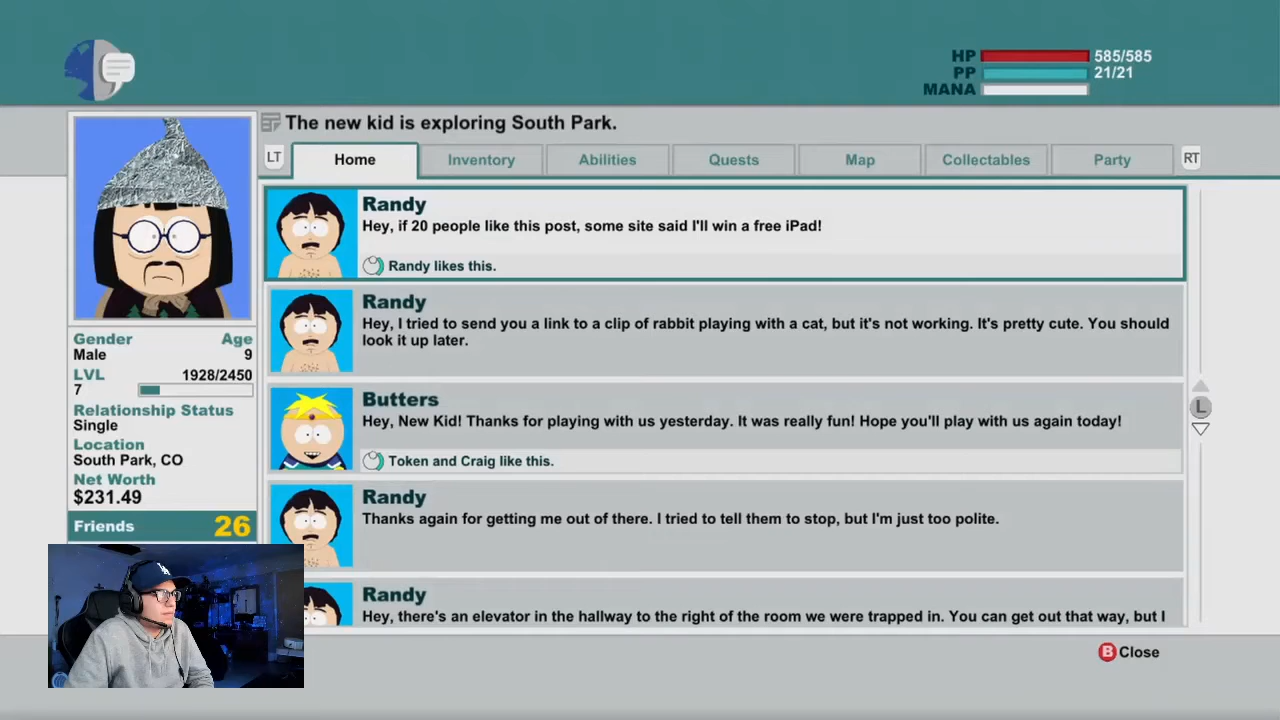 HP 585/585
PP 21/21
MANA
The new kid is exploring South Park.
LT Home Inventory Abilities Quests Map Collectables Party RT
Gender Age
Male 9
LVL 1928/2450
7
Relationship Status
Single
Location
South Park, CO
Net Worth
$231.49
Friends 26
Randy
Hey, if 20 people like this post, some site said I'll win a free iPad!
Randy likes this.
Randy
Hey, I tried to send you a link to a clip of rabbit playing with a cat, but it's not working. It's pretty cute. You should
look it up later.
Butters
Hey, New Kid! Thanks for playing with us yesterday. It was really fun! Hope you'll play with us again today!
Token and Craig like this.
Randy
Thanks again for getting me out of there. I tried to tell them to stop, but I'm just too polite.
Randy
Hey, there's an elevator in the hallway to the right of the room we were trapped in. You can get out that way, but I
L
B Close
LA